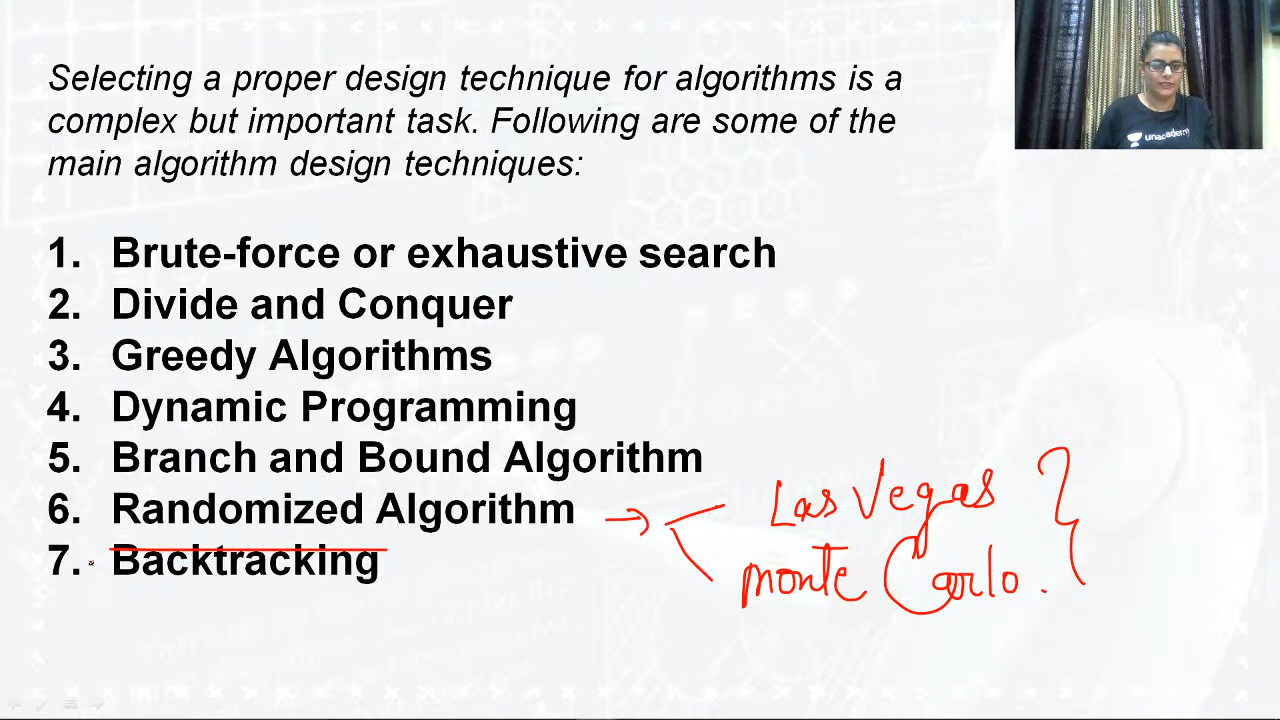 Selecting a proper design technique for algorithms is a
complex but important task. Following are some of the
main algorithm design techniques:
1. Brute-force or exhaustive search
2. Divide and Conquer
3. Greedy Algorithms
4. Dynamic Programming
5. Branch and Bound Algorithm
6. Randomized Algorithm → Las Vegas
monte Carlo.
7. Backtracking
unacademy